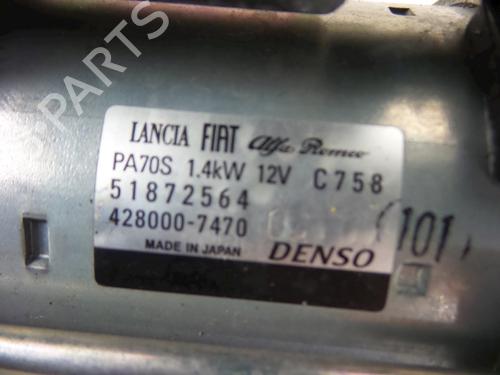 B-PARTS
LANCIA FIAT Alfa Romeo
PA70S 1.4kW 12V C758
51872564
428000-7470 (101)
MADE IN JAPAN DENSO